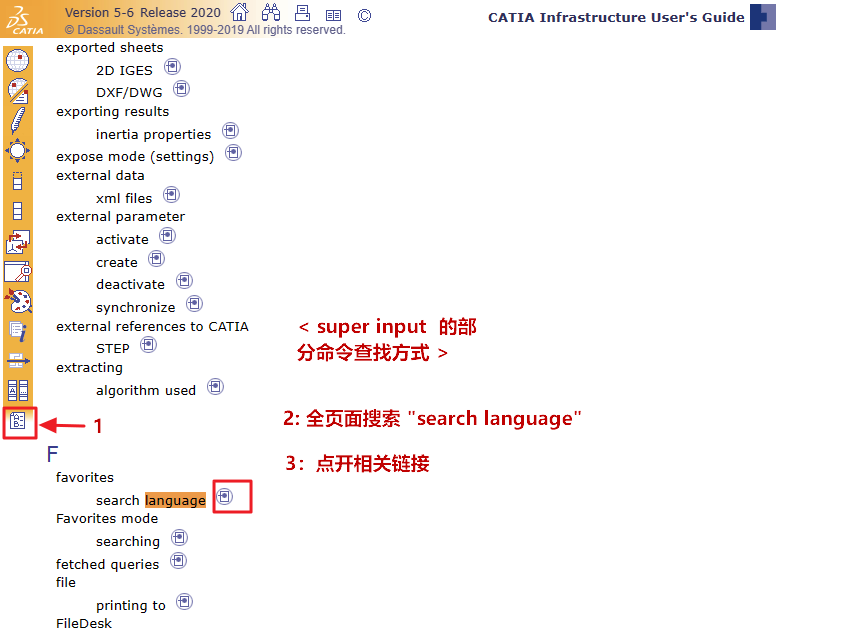 Version 5-6 Release 2020
CATIA Infrastructure User's Guide
© Dassault Systèmes. 1999-2019 All rights reserved.
CATIA
exported sheets
2D IGES
DXF/DWG
exporting results
inertia properties
expose mode (settings)
external data
xml files
external parameter
activate
create
deactivate
synchronize
external references to CATIA
STEP
extracting
algorithm used
< super input 的部
分命令查找方式 >
1
2: 全页面搜索 "search language"
3：点开相关链接
F
favorites
search language
Favorites mode
searching
fetched queries
file
printing to
FileDesk